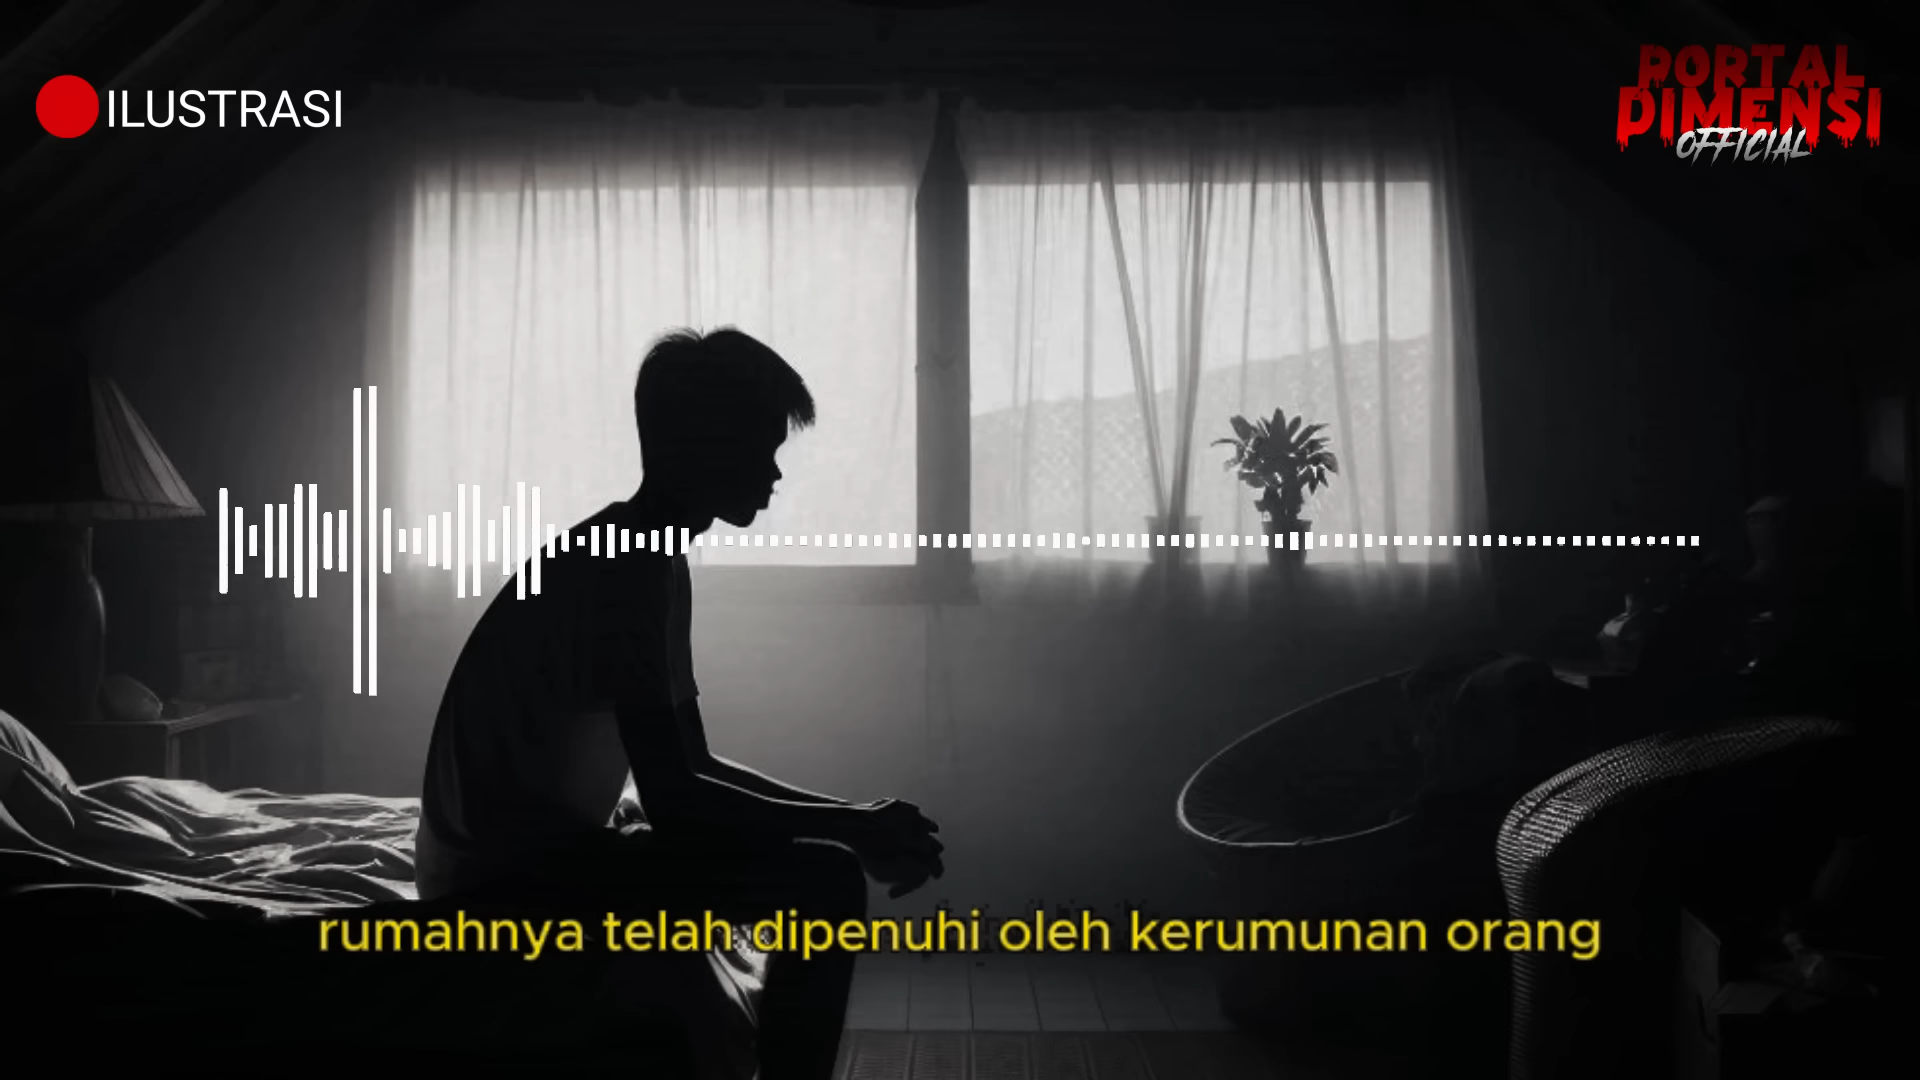 ILUSTRASI
PORTAL
DIMENSI
OFFICIAL
rumahnya telah dipenuhi oleh kerumunan orang